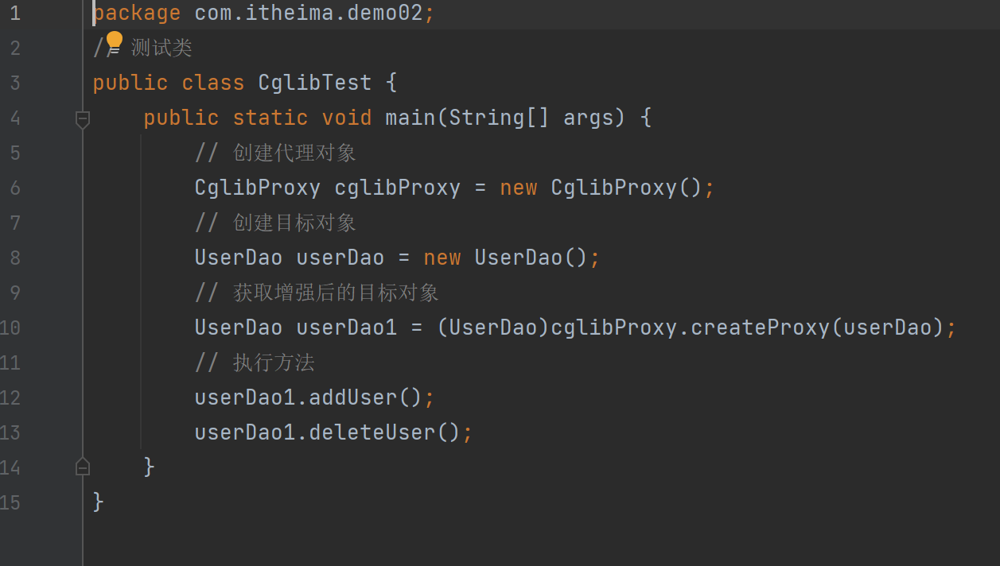 1 package com.itheima.demo02;
2 // 测试类
3 public class CglibTest {
4 public static void main(String[] args) {
5 // 创建代理对象
6 CglibProxy cglibProxy = new CglibProxy();
7 // 创建目标对象
8 UserDao userDao = new UserDao();
9 // 获取增强后的目标对象
10 UserDao userDao1 = (UserDao)cglibProxy.createProxy(userDao);
11 // 执行方法
12 userDao1.addUser();
13 userDao1.deleteUser();
14 }
15 }